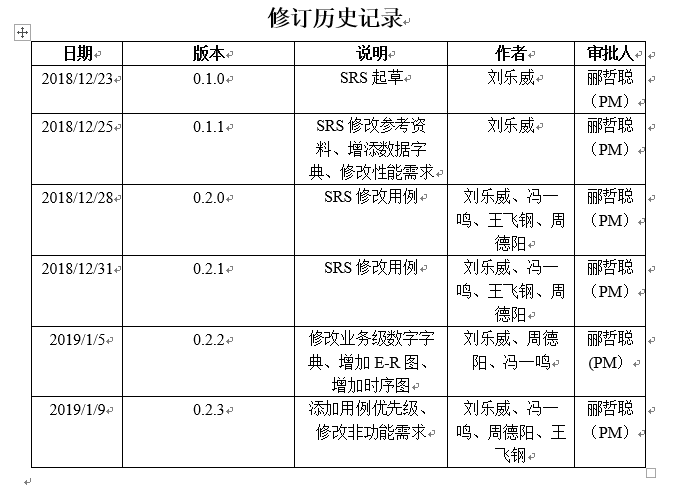 修订历史记录
日期 版本 说明 作者 审批人
2018/12/23 0.1.0 SRS 起草 刘乐威 郦哲聪
（PM）
2018/12/25 0.1.1 SRS 修改参考资 刘乐威 郦哲聪
料、增添数据字 （PM）
典、修改性能需求
2018/12/28 0.2.0 SRS 修改用例 刘乐威、冯一 郦哲聪
鸣、王飞钢、周 （PM）
德阳
2018/12/31 0.2.1 SRS 修改用例 刘乐威、冯一 郦哲聪
鸣、王飞钢、周 （PM）
德阳
2019/1/5 0.2.2 修改业务级数字字 刘乐威、周德 郦哲聪
典、增加 E-R 图、 阳、冯一鸣 (PM）
增加时序图
2019/1/9 0.2.3 添加用例优先级、 刘乐威、冯一 郦哲聪
修改非功能需求 鸣、周德阳、王 （PM）
飞钢